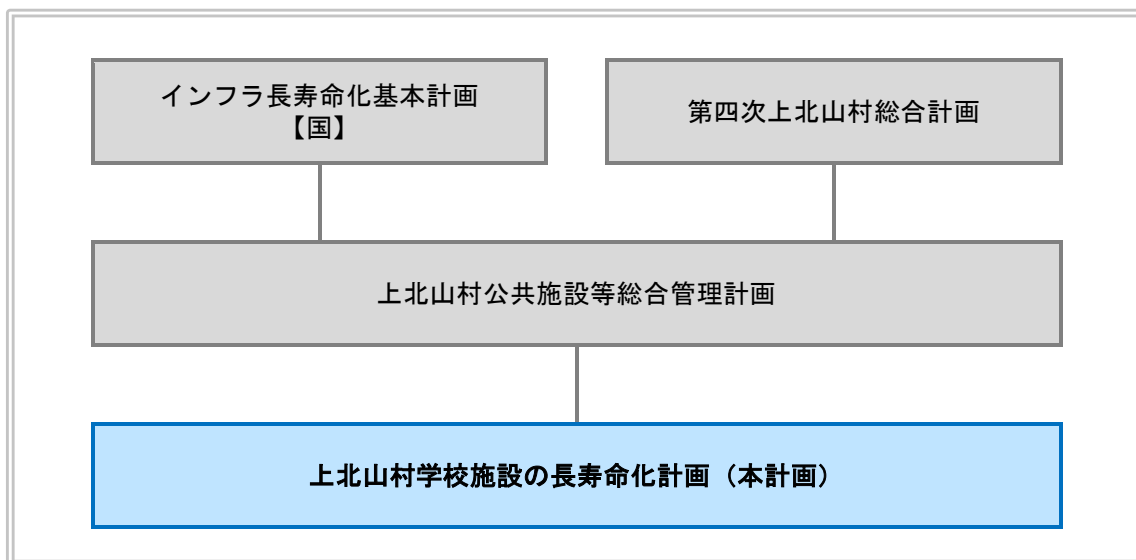 インフラ長寿命化基本計画
【国】
第四次上北山村総合計画
上北山村公共施設等総合管理計画
上北山村学校施設の長寿命化計画（本計画）